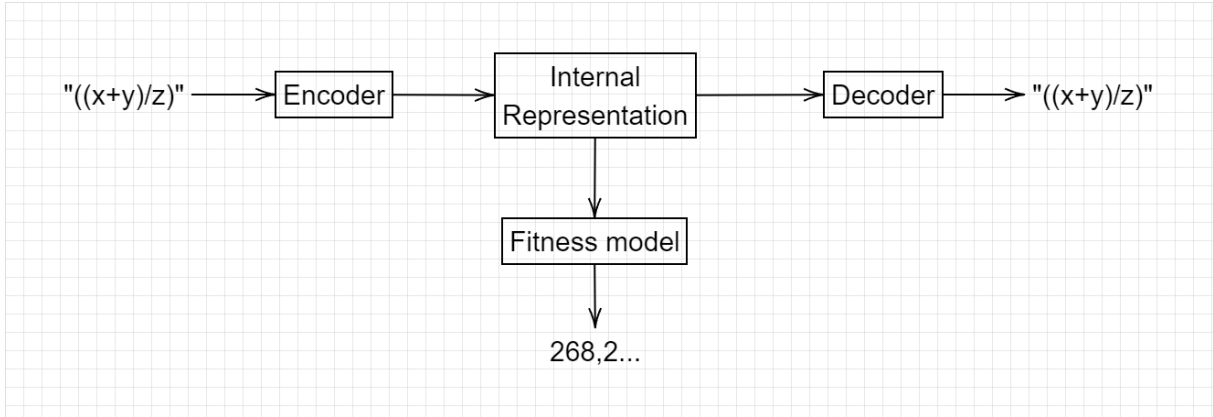 "((x+y)/z)"
Encoder
Internal
Representation
Decoder
"((x+y)/z)"
Fitness model
268,2...